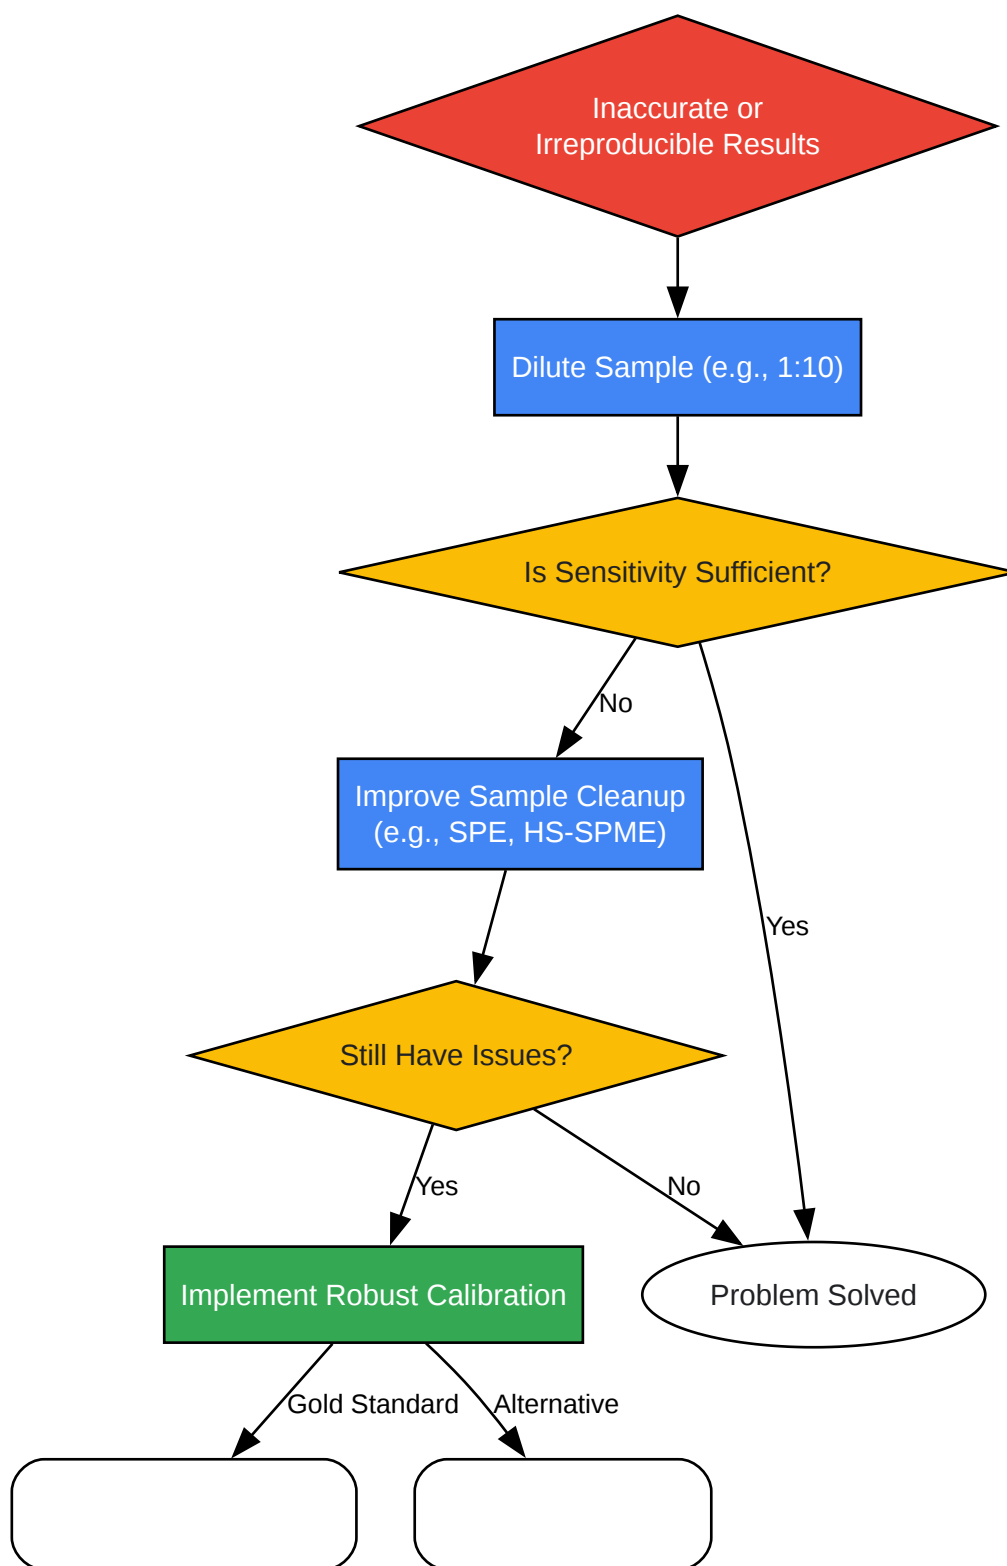 Inaccurate or
Irreproducible Results
Dilute Sample (e.g., 1:10)
Is Sensitivity Sufficient?
No
Improve Sample Cleanup
(e.g., SPE, HS-SPME)
Yes
Still Have Issues?
Yes
No
Implement Robust Calibration
Problem Solved
Gold Standard
Alternative